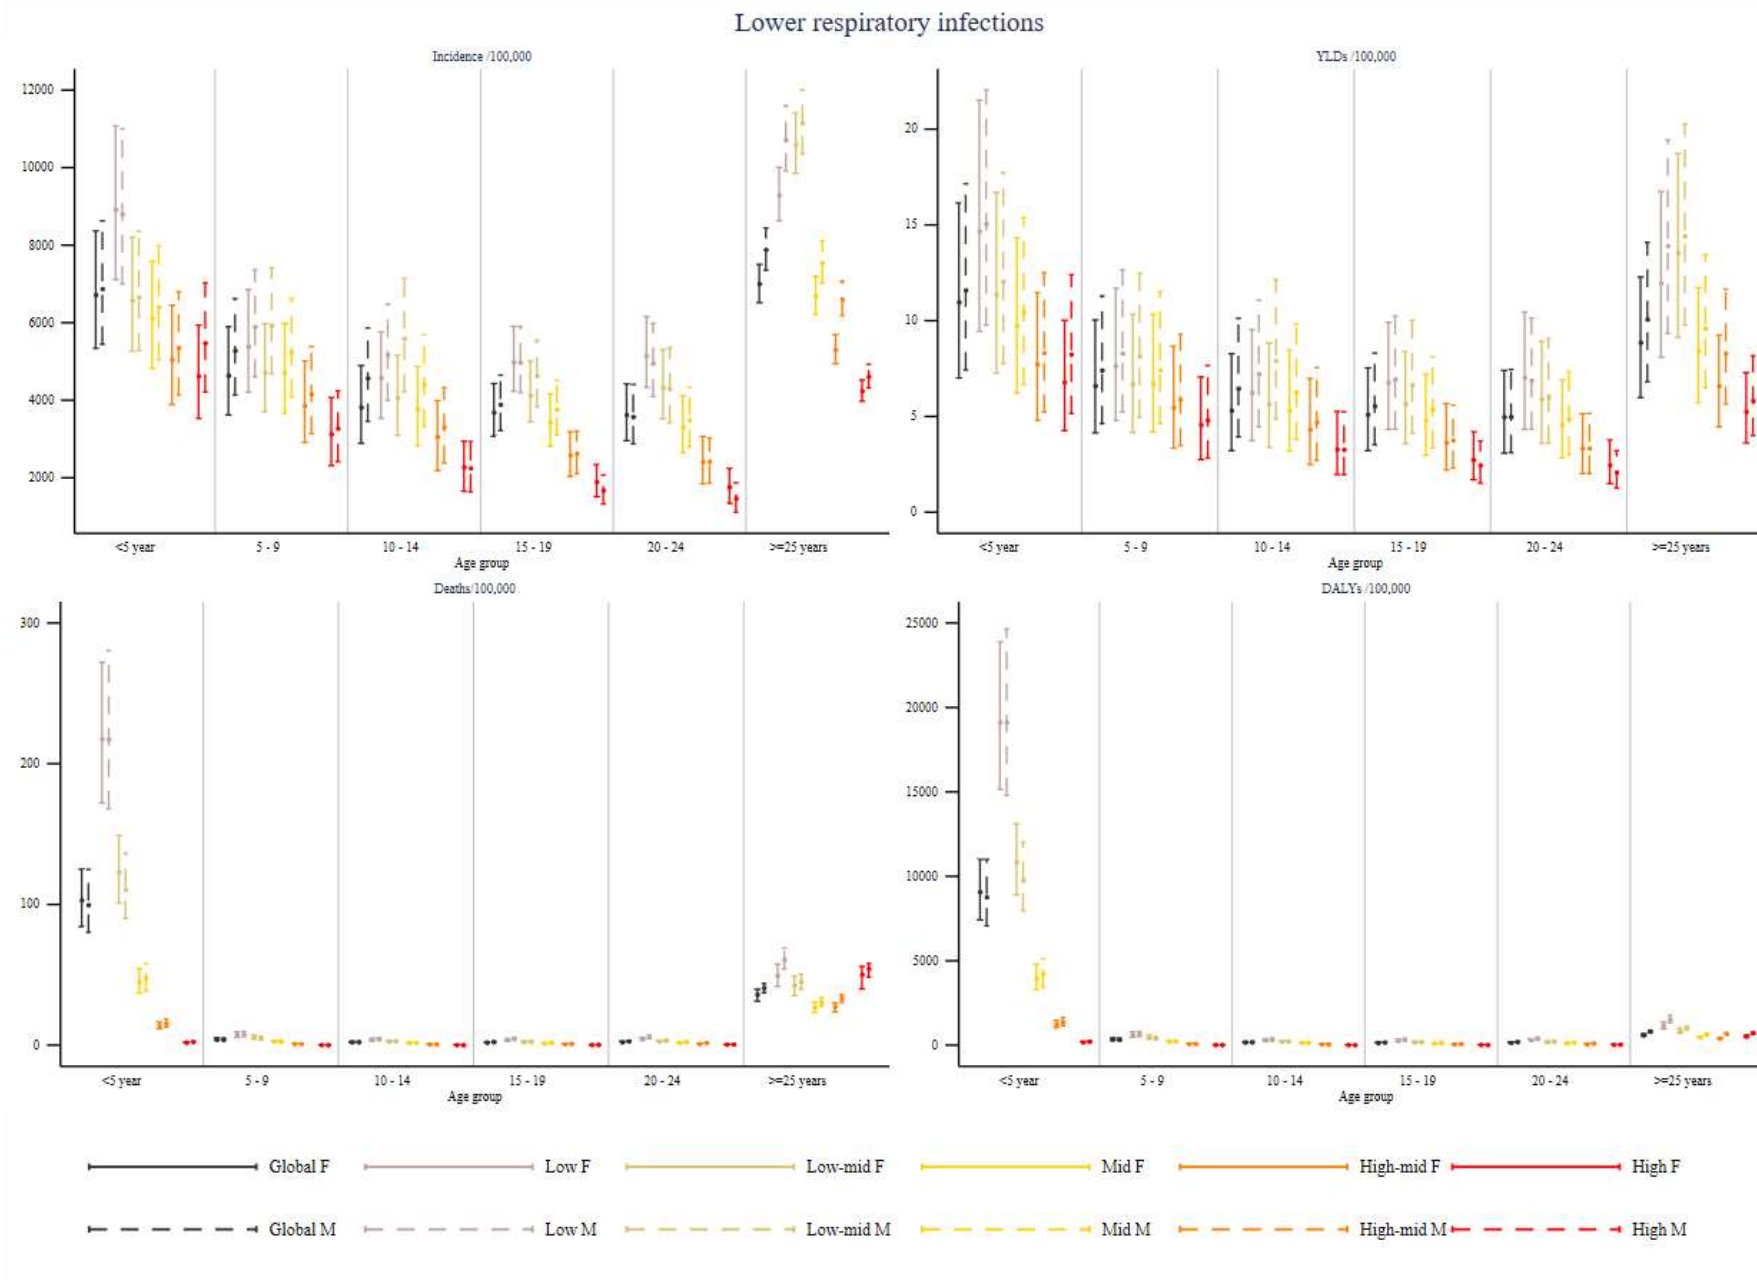 Lower respiratory infections
Incidence /100,000
12000
10000
8000
6000
4000
2000
<5 year 5 - 9 10 - 14 15 - 19 20 - 24 >=25 years
Age group
YLDs /100,000
20
15
10
5
0
<5 year 5 - 9 10 - 14 15 - 19 20 - 24 >=25 years
Age group
Deaths/100,000
300
200
100
0
<5 year 5 - 9 10 - 14 15 - 19 20 - 24 >=25 years
Age group
DALYs /100,000
25000
20000
15000
10000
5000
0
<5 year 5 - 9 10 - 14 15 - 19 20 - 24 >=25 years
Age group
Global F Low F Low-mid F Mid F High-mid F High F
Global M Low M Low-mid M Mid M High-mid M High M